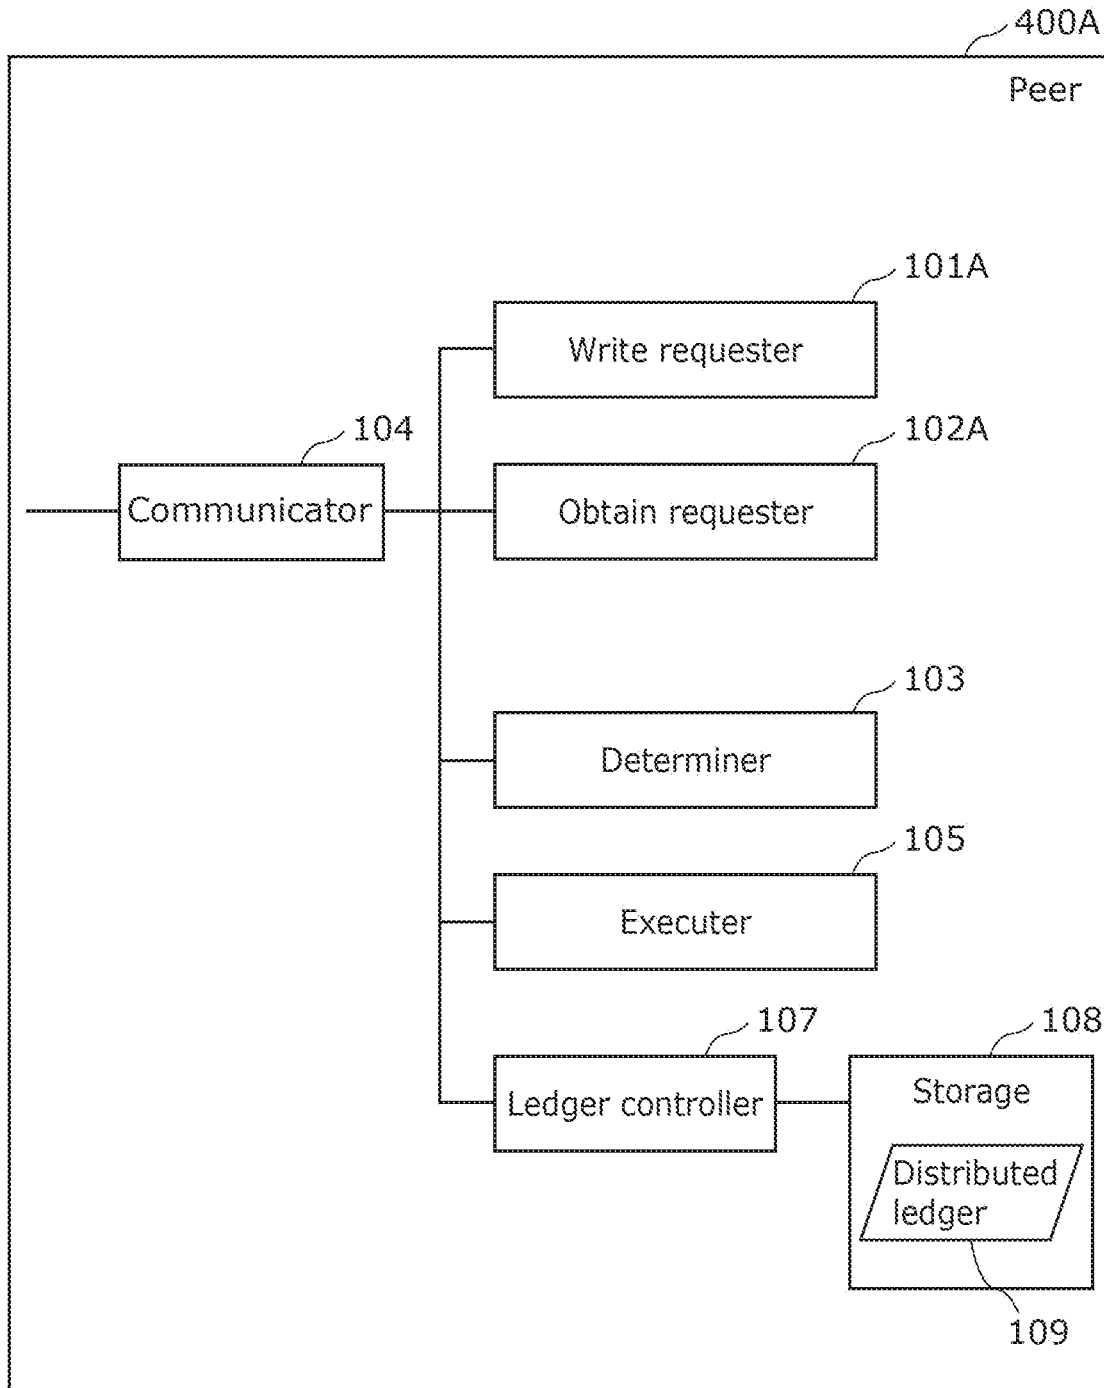 400A
Peer
101A
Write requester
104
102A
Communicator
Obtain requester
103
Determiner
105
Executer
107
108
Ledger controller
Storage
Distributed
ledger
109